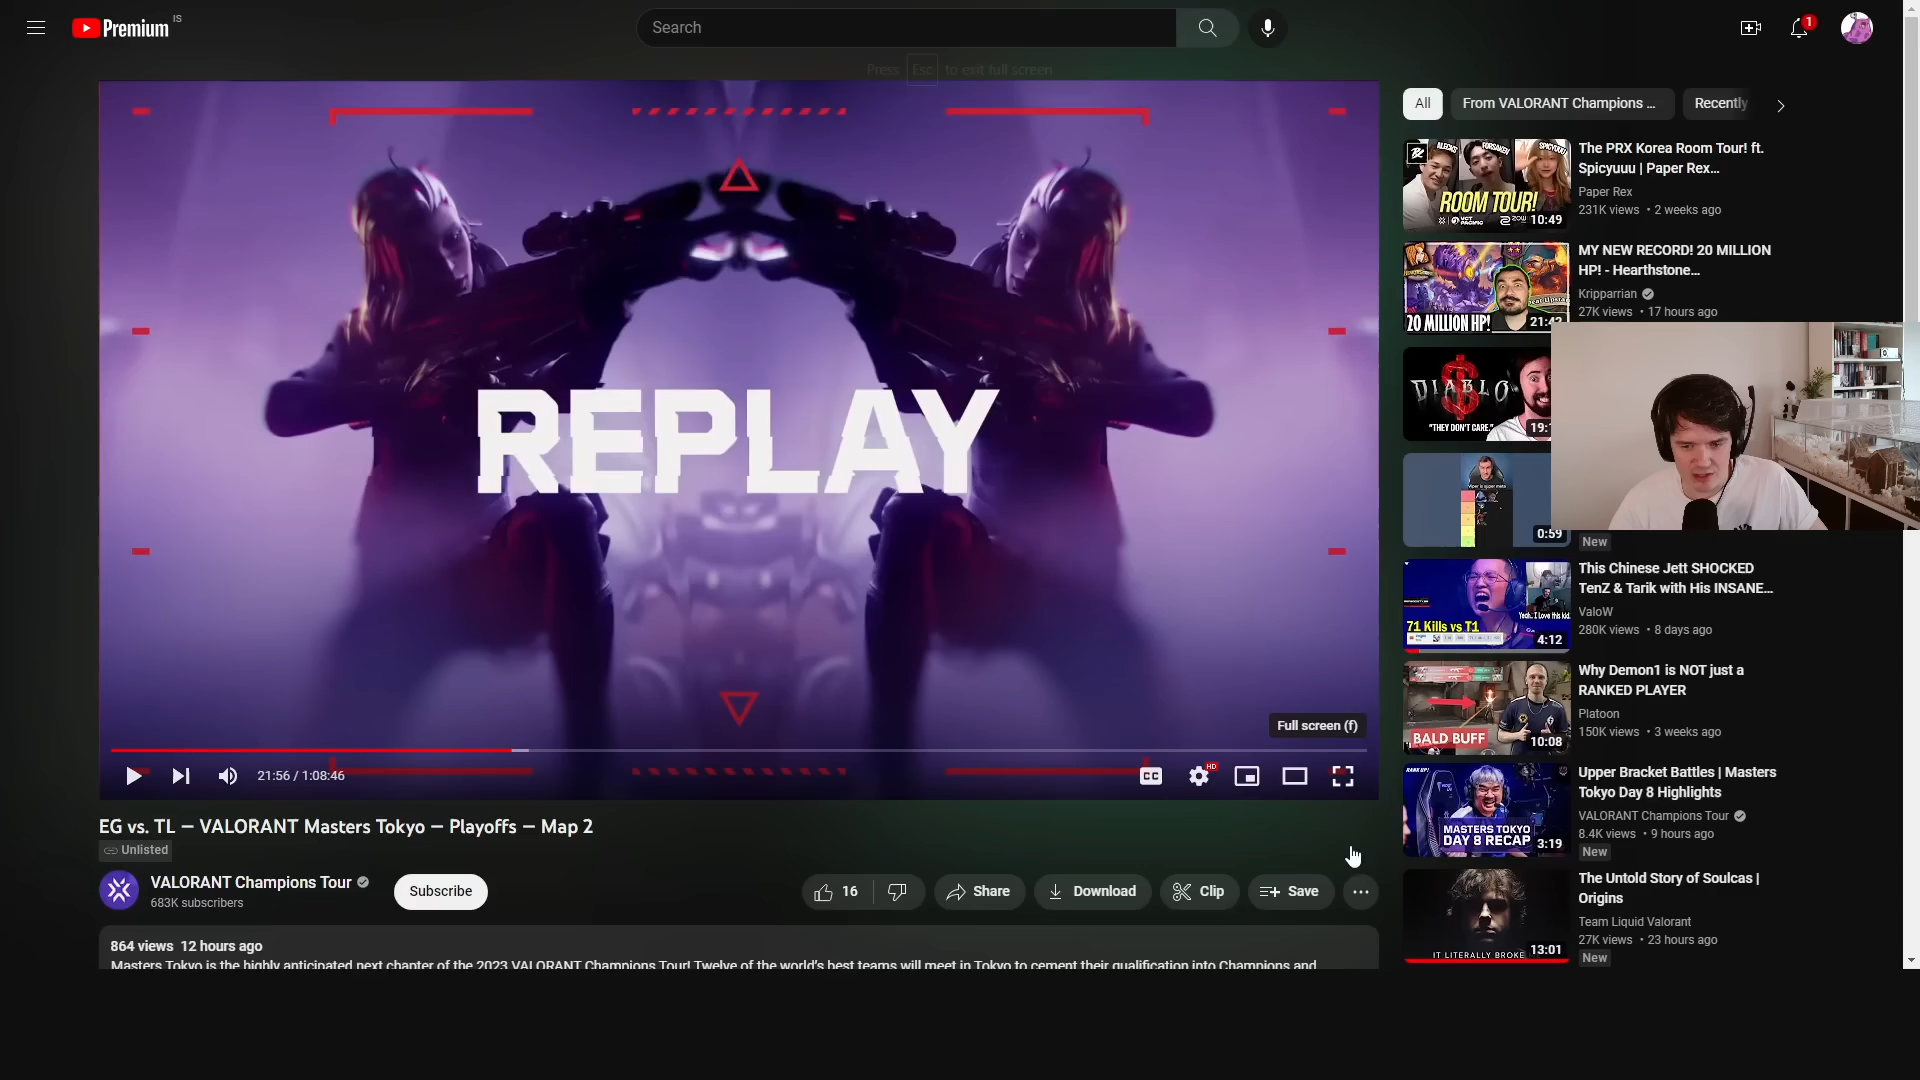 Premium IS
Search
1
Press Esc to exit full screen
REPLAY
Full screen (f)
21:56 / 1:08:46
CC
HD
EG vs. TL – VALORANT Masters Tokyo – Playoffs – Map 2
Unlisted
VALORANT Champions Tour
683K subscribers
Subscribe
16
Share
Download
Clip
Save
864 views 12 hours ago
Masters Tokyo is the highly anticipated next chapter of the 2023 VALORANT Champions Tour! Twelve of the world's best teams will meet in Tokyo to cement their qualification into Champions and
All
From VALORANT Champions ...
Recently
ALECKS
FORSAKEN
SPICYUUU
ROOM TOUR!
10:49
The PRX Korea Room Tour! ft.
Spicyuuu | Paper Rex...
Paper Rex
231K views • 2 weeks ago
20 MILLION HP!
21:42
MY NEW RECORD! 20 MILLION
HP! - Hearthstone...
Kripparrian
27K views • 17 hours ago
DIABLO
"THEY DON'T CARE."
0:59
New
71 Kills vs T1
4:12
This Chinese Jett SHOCKED
TenZ & Tarik with His INSANE...
ValoW
280K views • 8 days ago
BALD BUFF
10:08
Why Demon1 is NOT just a
RANKED PLAYER
Platoon
150K views • 3 weeks ago
MASTERS TOKYO
DAY 8 RECAP
3:19
Upper Bracket Battles | Masters
Tokyo Day 8 Highlights
VALORANT Champions Tour
8.4K views • 9 hours ago
New
IT LITERALLY BROKE
13:01
The Untold Story of Soulcas |
Origins
Team Liquid Valorant
27K views • 23 hours ago
New